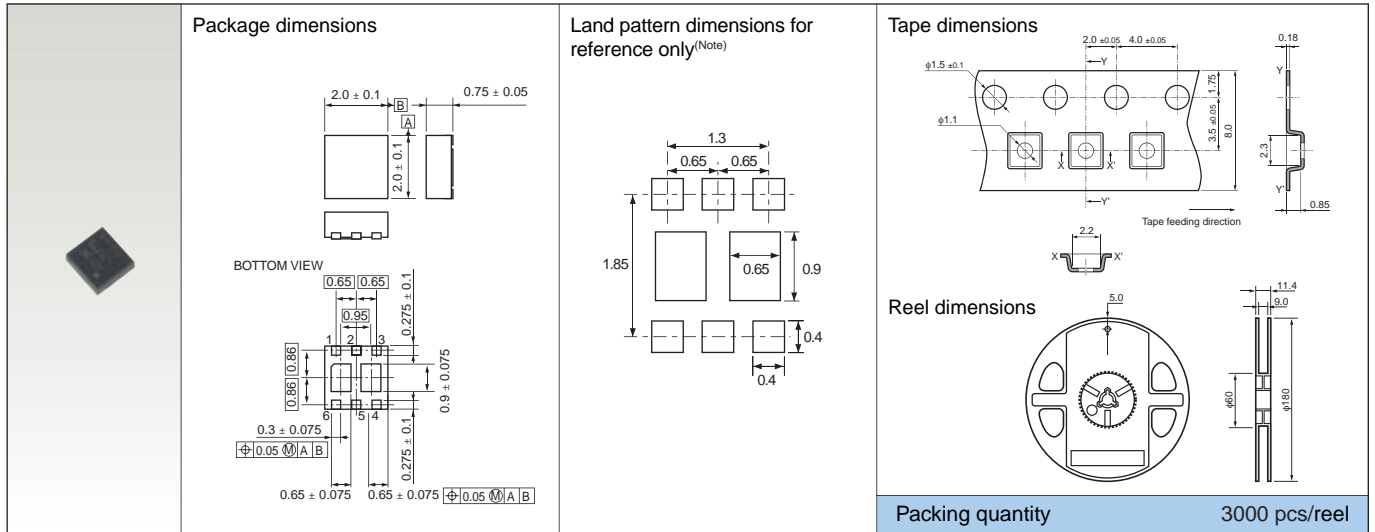 Package dimensions
2.0 ± 0.1
B
A
0.75 ± 0.05
2.0 ± 0.1
BOTTOM VIEW
0.65 0.65
0.95
0.275 ± 0.1
1 2 3
0.86
0.86
0.9 ± 0.075
6 5 4
0.3 ± 0.075
⌖ 0.05 Ⓜ A B
0.275 ± 0.1
0.65 ± 0.075 0.65 ± 0.075 ⌖ 0.05 Ⓜ A B
Land pattern dimensions for
reference only(Note)
1.3
0.65 0.65
1.85
0.65
0.9
0.4
0.4
Tape dimensions
2.0 ±0.05 4.0 ±0.05
0.18
φ1.5 ±0.1
Y
Y
1.75
φ1.1
3.5 ±0.05
8.0
2.3
X X'
Y'
Y'
0.85
Tape feeding direction
2.2
X X'
Reel dimensions
5.0
11.4
9.0
φ60
φ180
Packing quantity 3000 pcs/reel